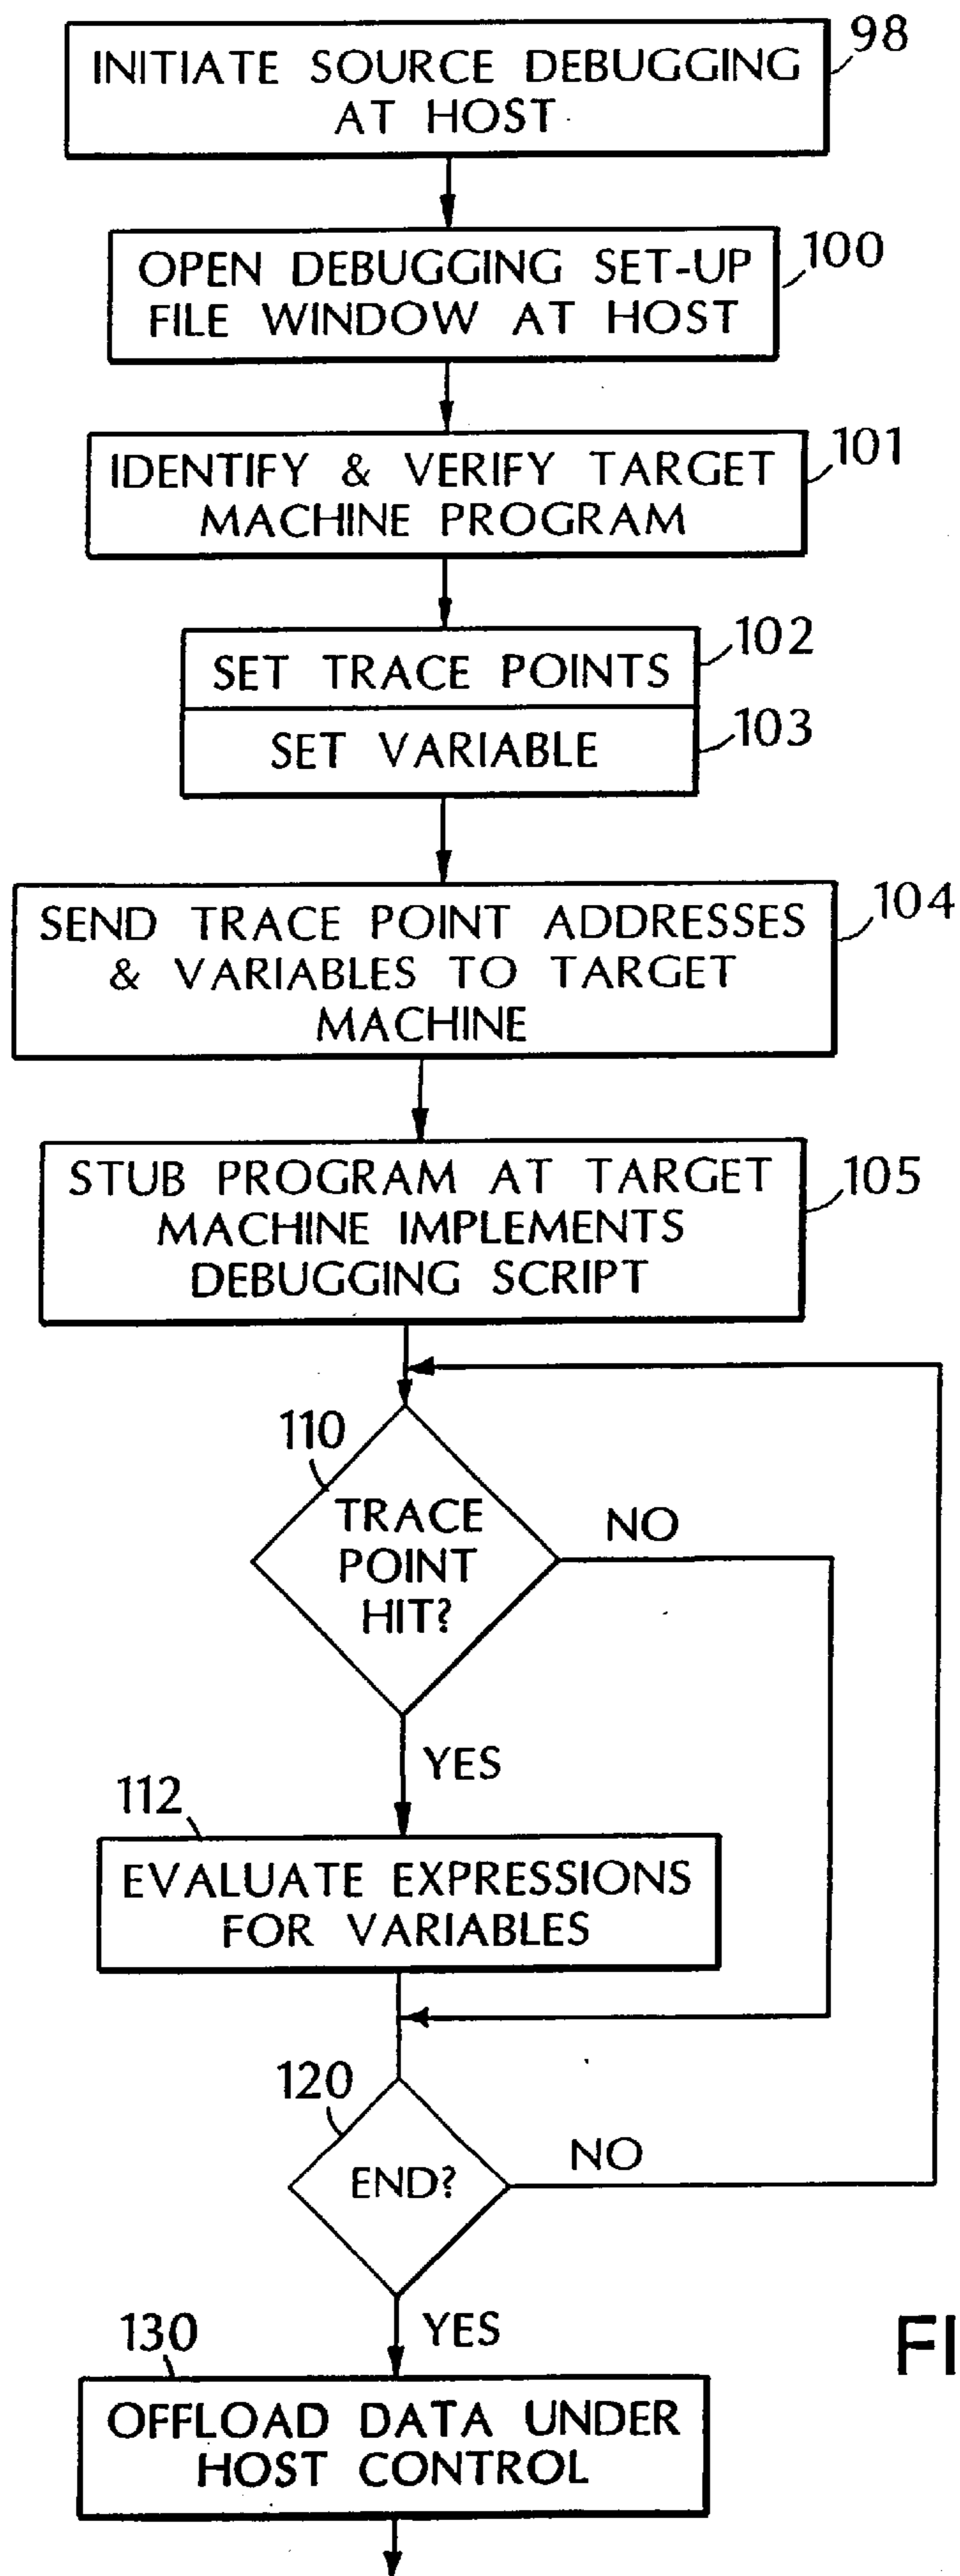 98
INITIATE SOURCE DEBUGGING
AT HOST
100
OPEN DEBUGGING SET-UP
FILE WINDOW AT HOST
101
IDENTIFY & VERIFY TARGET
MACHINE PROGRAM
102
SET TRACE POINTS
103
SET VARIABLE
104
SEND TRACE POINT ADDRESSES
& VARIABLES TO TARGET
MACHINE
105
STUB PROGRAM AT TARGET
MACHINE IMPLEMENTS
DEBUGGING SCRIPT
110
TRACE
POINT
HIT?
NO
YES
112
EVALUATE EXPRESSIONS
FOR VARIABLES
120
END?
NO
YES
130
OFFLOAD DATA UNDER
HOST CONTROL
FI